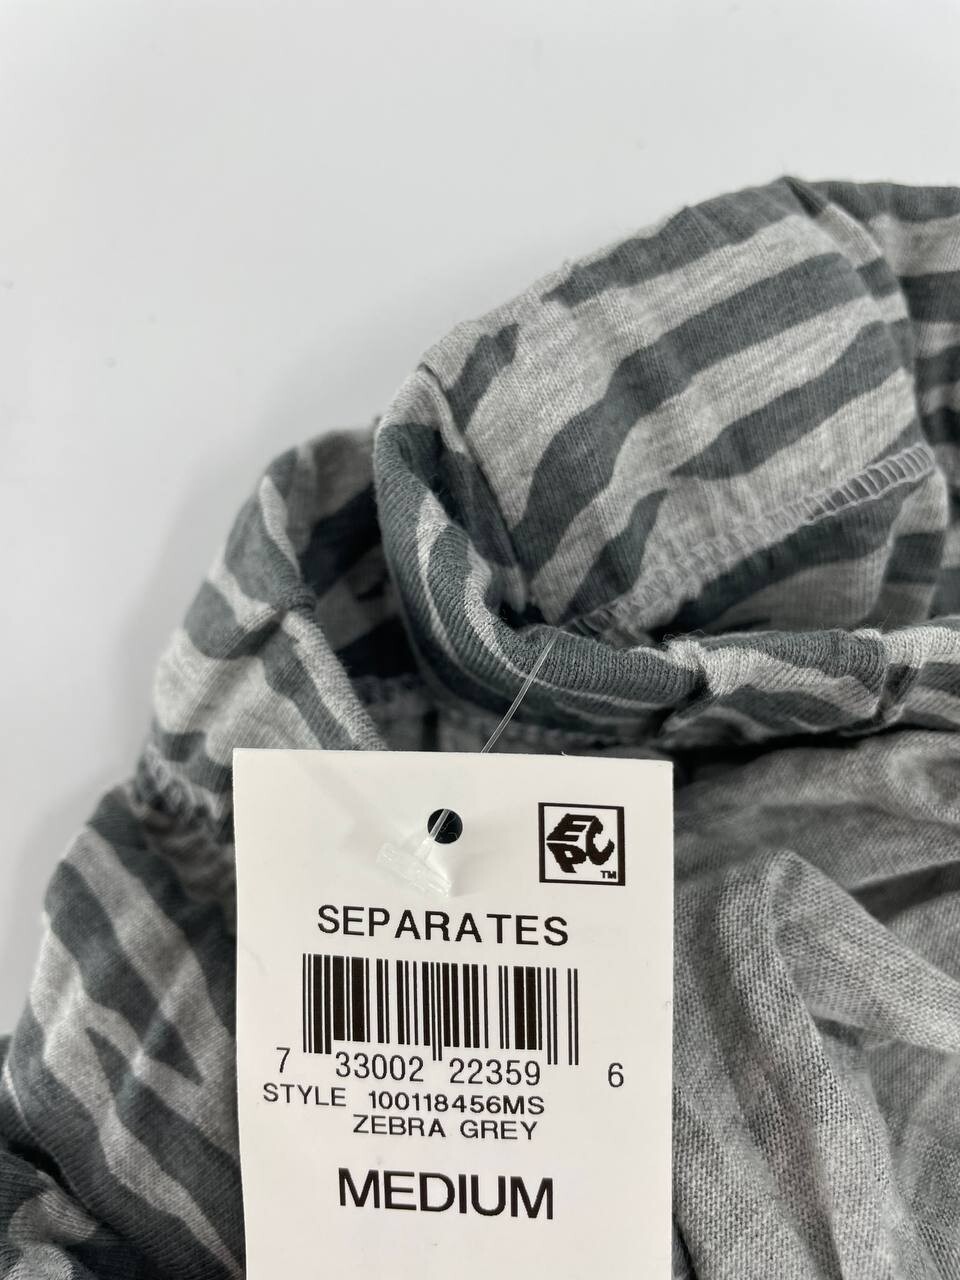 EPC
TM
SEPARATES
7 33002 22359 6
STYLE 100118456MS
ZEBRA GREY
MEDIUM